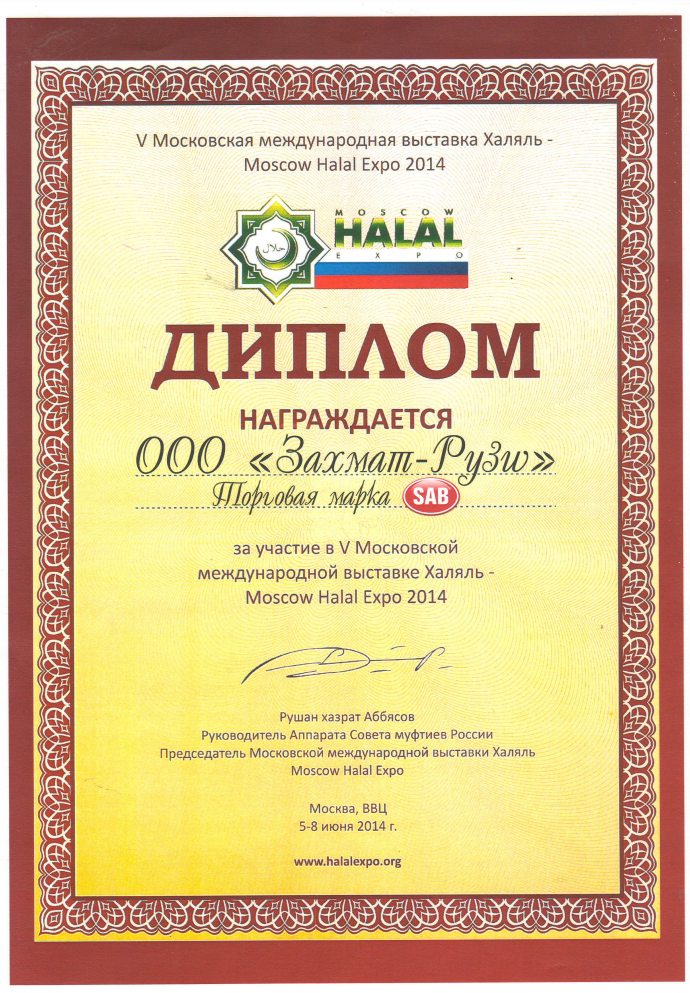 V Московская международная выставка Халяль -
Moscow Halal Expo 2014
حلال
MOSCOW
HALAL
EXPO
ДИПЛОМ
НАГРАЖДАЕТСЯ
ООО «Захмат-Рузи»
Торговая марка SAB
за участие в V Московской
международной выставке Халяль -
Moscow Halal Expo 2014
Рушан хазрат Аббясов
Руководитель Аппарата Совета муфтиев России
Председатель Московской международной выставки Халяль
Moscow Halal Expo
Москва, ВВЦ
5-8 июня 2014 г.
www.halalexpo.org